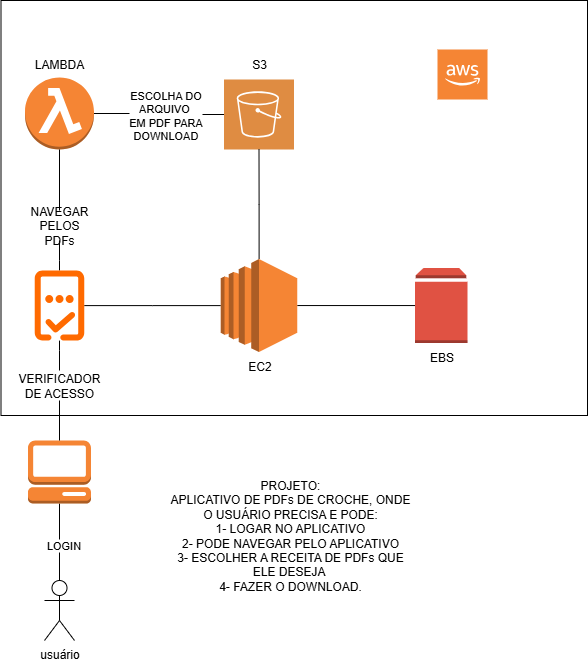 LAMBDA
S3
aws
ESCOLHA DO
ARQUIVO
EM PDF PARA
DOWNLOAD
NAVEGAR
PELOS
PDFs
EC2
EBS
VERIFICADOR
DE ACESSO
LOGIN
usuário
PROJETO:
APLICATIVO DE PDFs DE CROCHE, ONDE
O USUÁRIO PRECISA E PODE:
1- LOGAR NO APLICATIVO
2- PODE NAVEGAR PELO APLICATIVO
3- ESCOLHER A RECEITA DE PDFs QUE
ELE DESEJA
4- FAZER O DOWNLOAD.